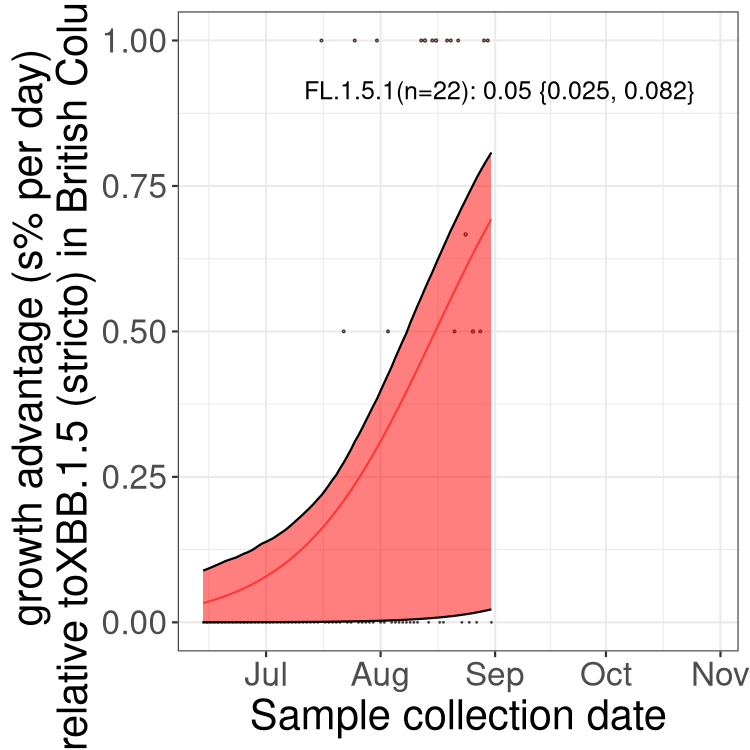 growth advantage (s% per day)
relative toXBB.1.5 (stricto) in British Colu
1.00
0.75
0.50
0.25
0.00
FL.1.5.1(n=22): 0.05 {0.025, 0.082}
Jul Aug Sep Oct Nov
Sample collection date